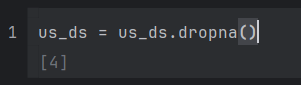 1 us_ds = us_ds.dropna()
[4]